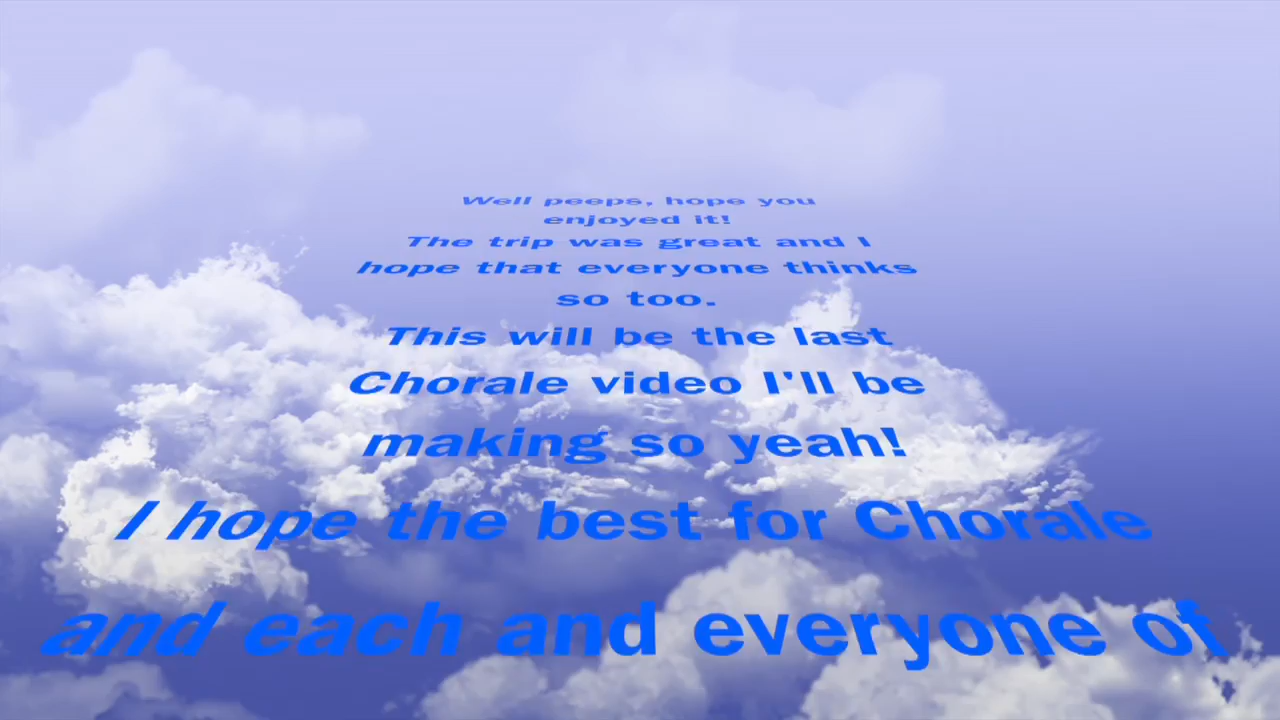 Well peeps, hope you
enjoyed it!
The trip was great and I
hope that everyone thinks
so too.
This will be the last
Chorale video I'll be
making so yeah!
I hope the best for Chorale
and each and everyone of